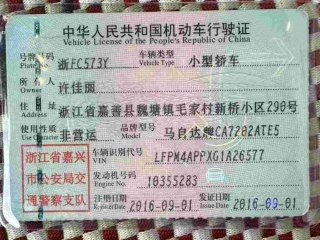 中华人民共和国机动车行驶证
Vehicle License of the People's Republic of China
号牌号码 浙FC573Y 车辆类型 小型轿车
Plate No. Vehicle Type
所有人 许佳丽
Owner
住址 浙江省嘉善县魏塘镇毛家村新桥小区290号
Address
使用性质 非营运 品牌型号 马自达牌CA7202ATE5
Use Character Model
浙江省嘉兴 车辆识别代号 LFPM4APPXG1A26577
VIN
市公安局交 发动机号码 10355283
Engine No.
通警察支队 注册日期 2016-09-01 发证日期 2016-09-01
Register Date Issue Date